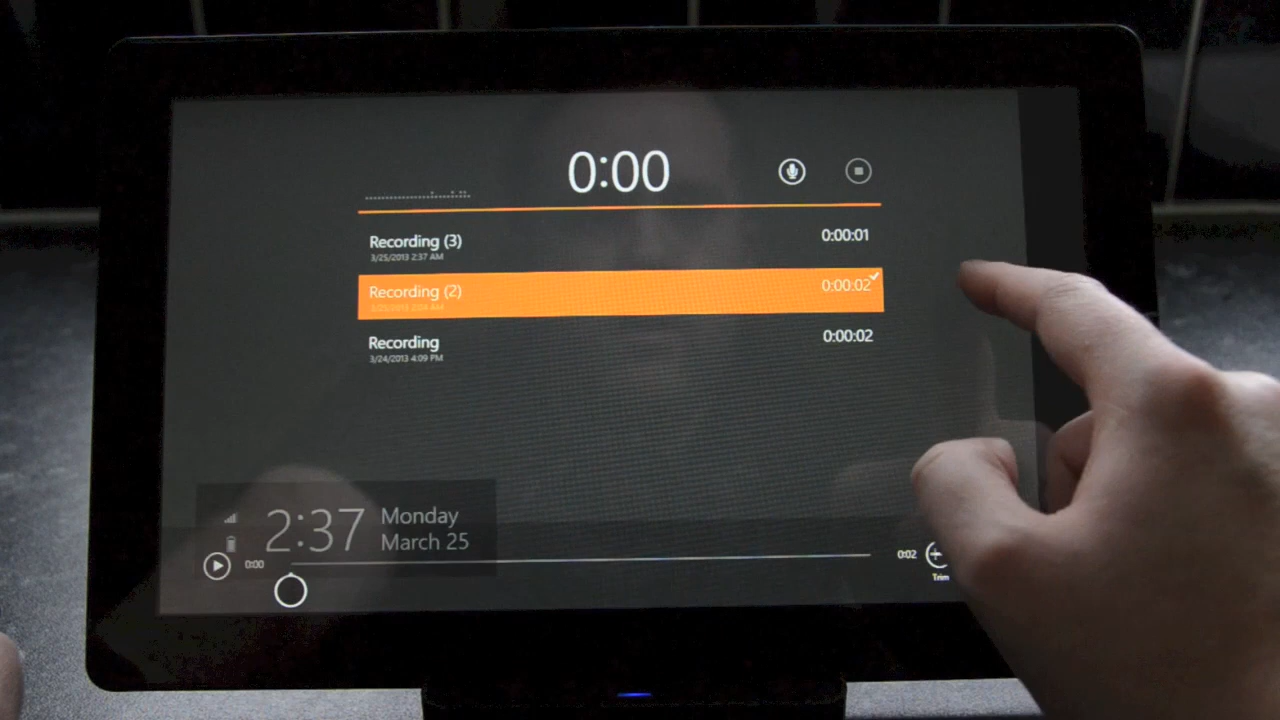 0:00
Recording (3)
0:00:01
3/25/2013 2:37 AM
Recording (2)
0:00:02
Recording
0:00:02
3/24/2013 4:09 PM
2:37
Monday
March 25
0:00
0:02
Trim